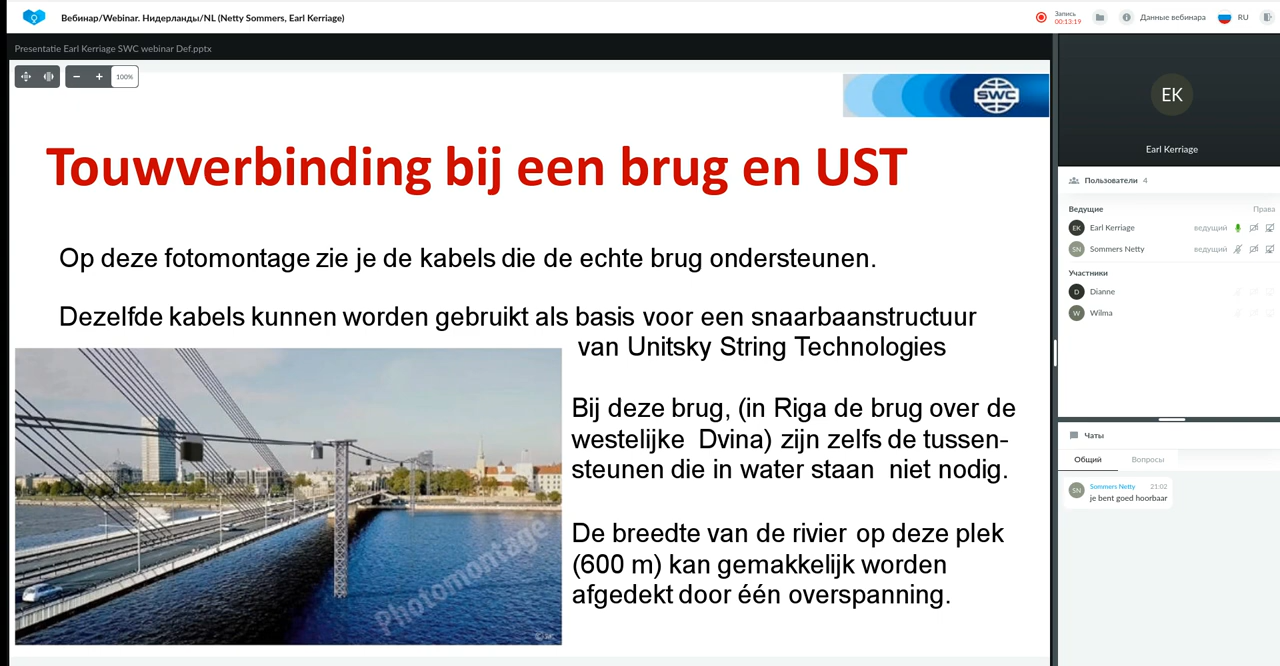 Вебинар/Webinar. Нидерланды/NL (Netty Sommers, Earl Kerriage)
Запись
00:13:19
Данные вебинара
RU
Presentatie Earl Kerriage SWC webinar Def.pptx
100%
SWC
Touwverbinding bij een brug en UST
Op deze fotomontage zie je de kabels die de echte brug ondersteunen.
Dezelfde kabels kunnen worden gebruikt als basis voor een snaarbaanstructuur
van Unitsky String Technologies
Bij deze brug, (in Riga de brug over de
westelijke Dvina) zijn zelfs de tussen-
steunen die in water staan niet nodig.
De breedte van de rivier op deze plek
(600 m) kan gemakkelijk worden
afgedekt door één overspanning.
Photomontage
EK
Earl Kerriage
Пользователи 4
Ведущие
Права
EK Earl Kerriage ведущий
SN Sommers Netty ведущий
Участники
D Dianne
W Wilma
Чаты
Общий
Вопросы
SN Sommers Netty 21:02
je bent goed hoorbaar